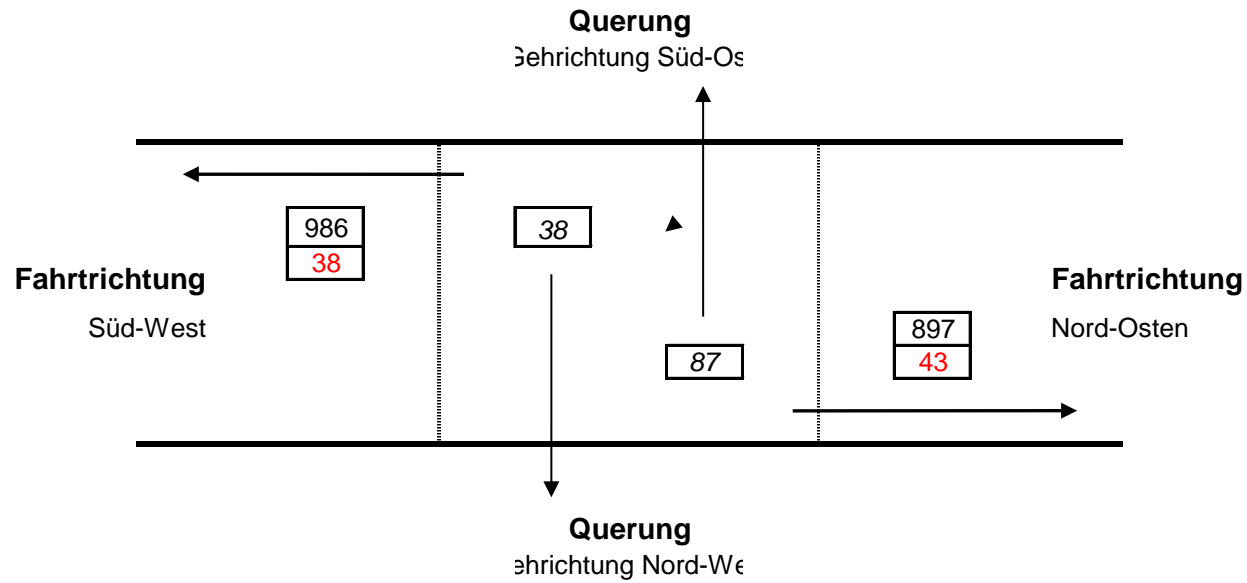 Querung
Gehrichtung Süd-Os
986
38
38
Fahrtrichtung
Süd-West
Fahrtrichtung
Nord-Osten
897
43
87
Querung
ehrichtung Nord-We